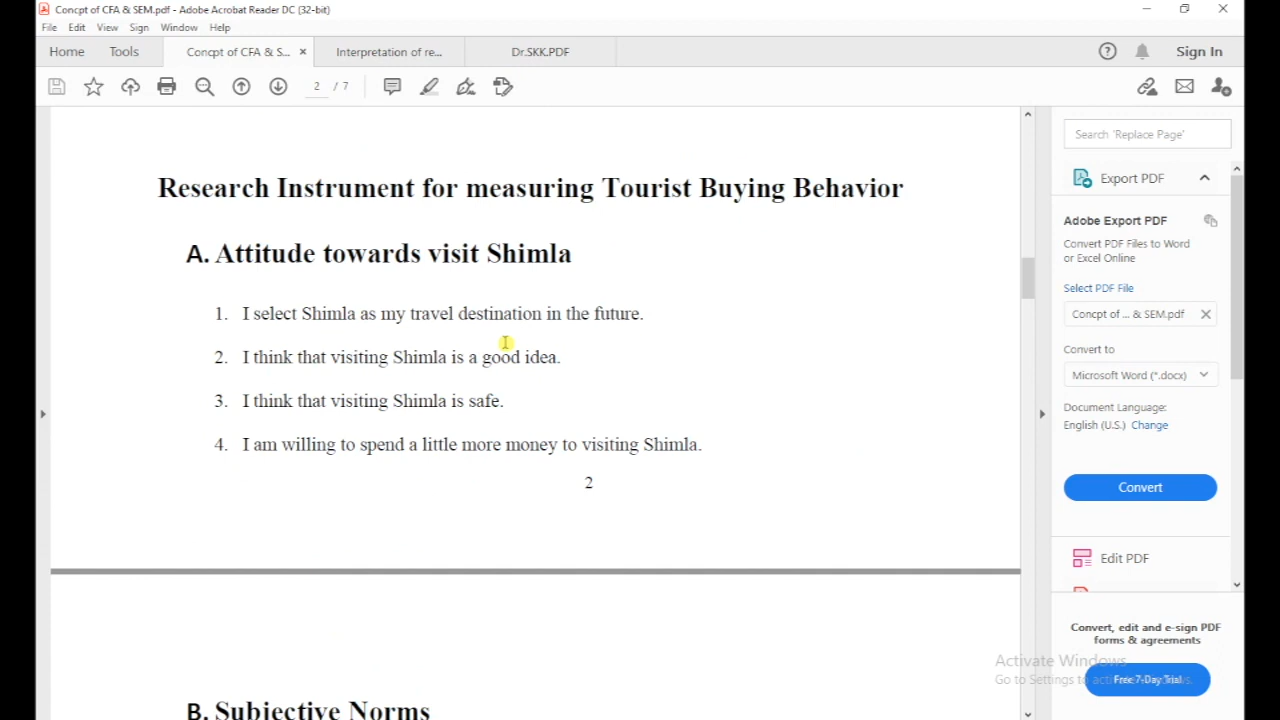 Concpt of CFA & SEM.pdf - Adobe Acrobat Reader DC (32-bit)
File Edit View Sign Window Help
Home Tools Concpt of CFA & S... × Interpretation of re... Dr.SKK.PDF Sign In
2 / 7
Research Instrument for measuring Tourist Buying Behavior
A. Attitude towards visit Shimla
1. I select Shimla as my travel destination in the future.
2. I think that visiting Shimla is a good idea.
3. I think that visiting Shimla is safe.
4. I am willing to spend a little more money to visiting Shimla.
2
B. Subjective Norms
Search 'Replace Page'
Export PDF
Adobe Export PDF
Convert PDF Files to Word
or Excel Online
Select PDF File
Concpt of ... & SEM.pdf
Convert to
Microsoft Word (*.docx)
Document Language:
English (U.S.) Change
Convert
Edit PDF
Convert, edit and e-sign PDF
forms & agreements
Free 7-Day Trial
Activate Windows
Go to Settings to